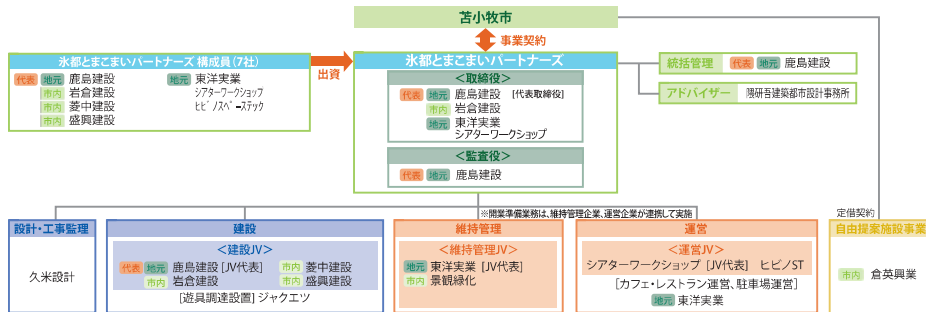 苫小牧市
事業契約
氷都とまこまいパートナーズ 構成員(7社)
代表 地元 鹿島建設
市内 岩倉建設
市内 菱中建設
市内 盛興建設
地元 東洋実業
シアターワークショップ
ヒビノスペーステック
出資
氷都とまこまいパートナーズ
<取締役>
代表 地元 鹿島建設 [代表取締役]
市内 岩倉建設
地元 東洋実業
シアターワークショップ
<監査役>
代表 地元 鹿島建設
統括管理 代表 地元 鹿島建設
アドバイザー 隈研吾建築都市設計事務所
※開業準備業務は、維持管理企業、運営企業が連携して実施
定借契約
設計・工事監理
久米設計
建設
<建設JV>
代表 地元 鹿島建設 [JV代表] 市内 菱中建設
市内 岩倉建設 市内 盛興建設
[遊具調達設置] ジャクエツ
維持管理
<維持管理JV>
地元 東洋実業 [JV代表]
市内 景観緑化
運営
<運営JV>
シアターワークショップ [JV代表] ヒビノST
[カフェ・レストラン運営、駐車場運営]
地元 東洋実業
自由提案施設事業
市内 倉英興業